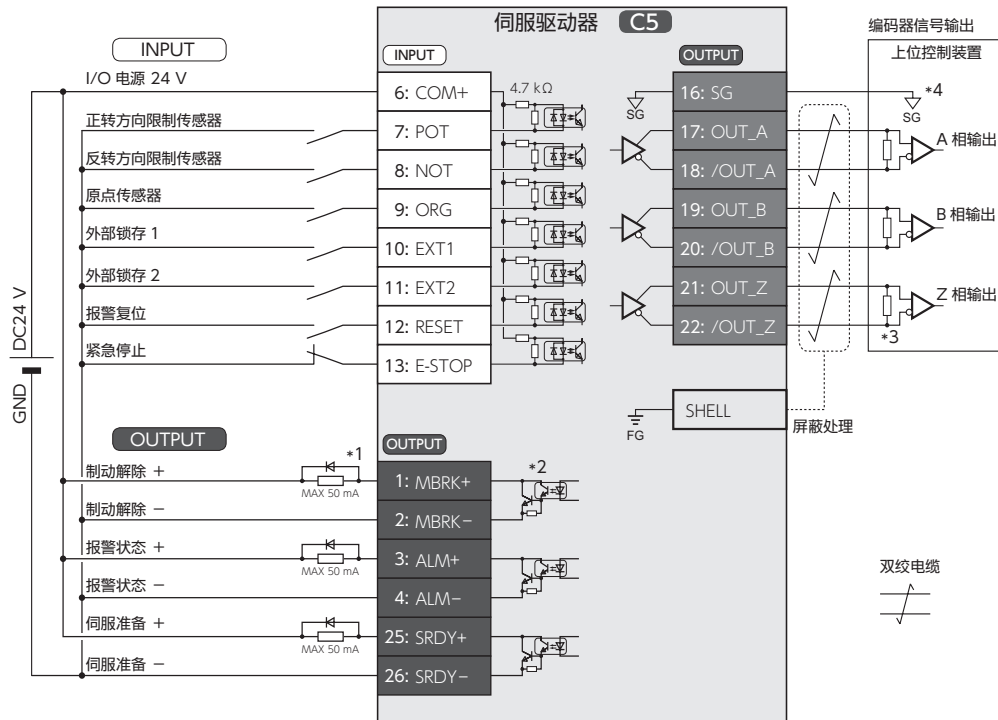 伺服驱动器 C5
编码器信号输出
上位控制装置
INPUT
INPUT
OUTPUT
I/O 电源 24 V
6: COM+
4.7 kΩ
SG
16: SG
*4
SG
正转方向限制传感器
7: POT
17: OUT_A
A 相输出
反转方向限制传感器
8: NOT
18: /OUT_A
原点传感器
9: ORG
19: OUT_B
B 相输出
外部锁存 1
10: EXT1
20: /OUT_B
外部锁存 2
11: EXT2
21: OUT_Z
Z 相输出
报警复位
12: RESET
22: /OUT_Z
*3
紧急停止
13: E-STOP
DC24 V
GND
FG
SHELL
屏蔽处理
OUTPUT
OUTPUT
制动解除 +
*1
MAX 50 mA
1: MBRK+
*2
制动解除 −
2: MBRK−
报警状态 +
MAX 50 mA
3: ALM+
报警状态 −
4: ALM−
双绞电缆
伺服准备 +
MAX 50 mA
25: SRDY+
伺服准备 −
26: SRDY−